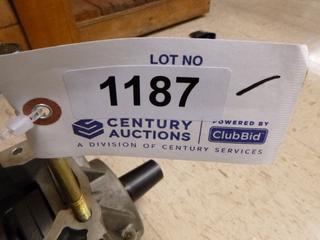 LOT NO
1187
CENTURY
AUCTIONS
POWERED BY
ClubBid
A DIVISION OF CENTURY SERVICES